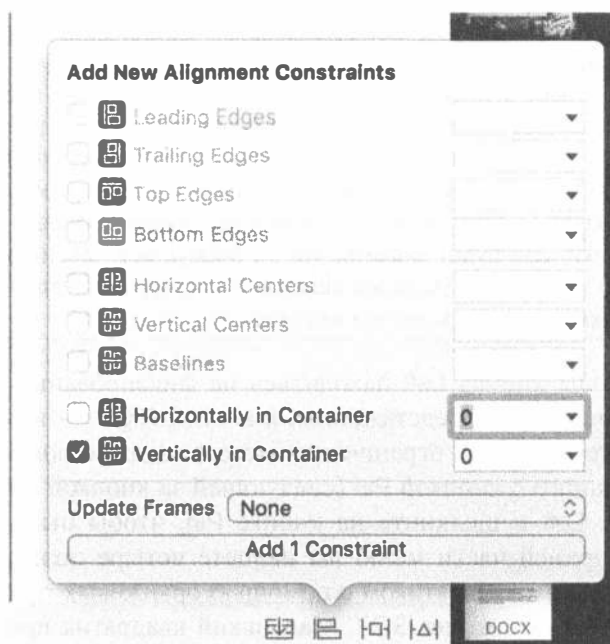 Add New Alignment Constraints
Leading Edges
Trailing Edges
Top Edges
Bottom Edges
Horizontal Centers
Vertical Centers
Baselines
Horizontally in Container 0
Vertically in Container 0
Update Frames None
Add 1 Constraint
DOCX